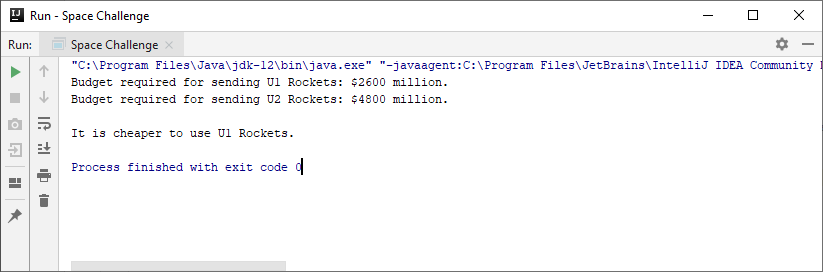 Run - Space Challenge
Run: Space Challenge
"C:\Program Files\Java\jdk-12\bin\java.exe" "-javaagent:C:\Program Files\JetBrains\IntelliJ IDEA Community
Budget required for sending U1 Rockets: $2600 million.
Budget required for sending U2 Rockets: $4800 million.
It is cheaper to use U1 Rockets.
Process finished with exit code 0